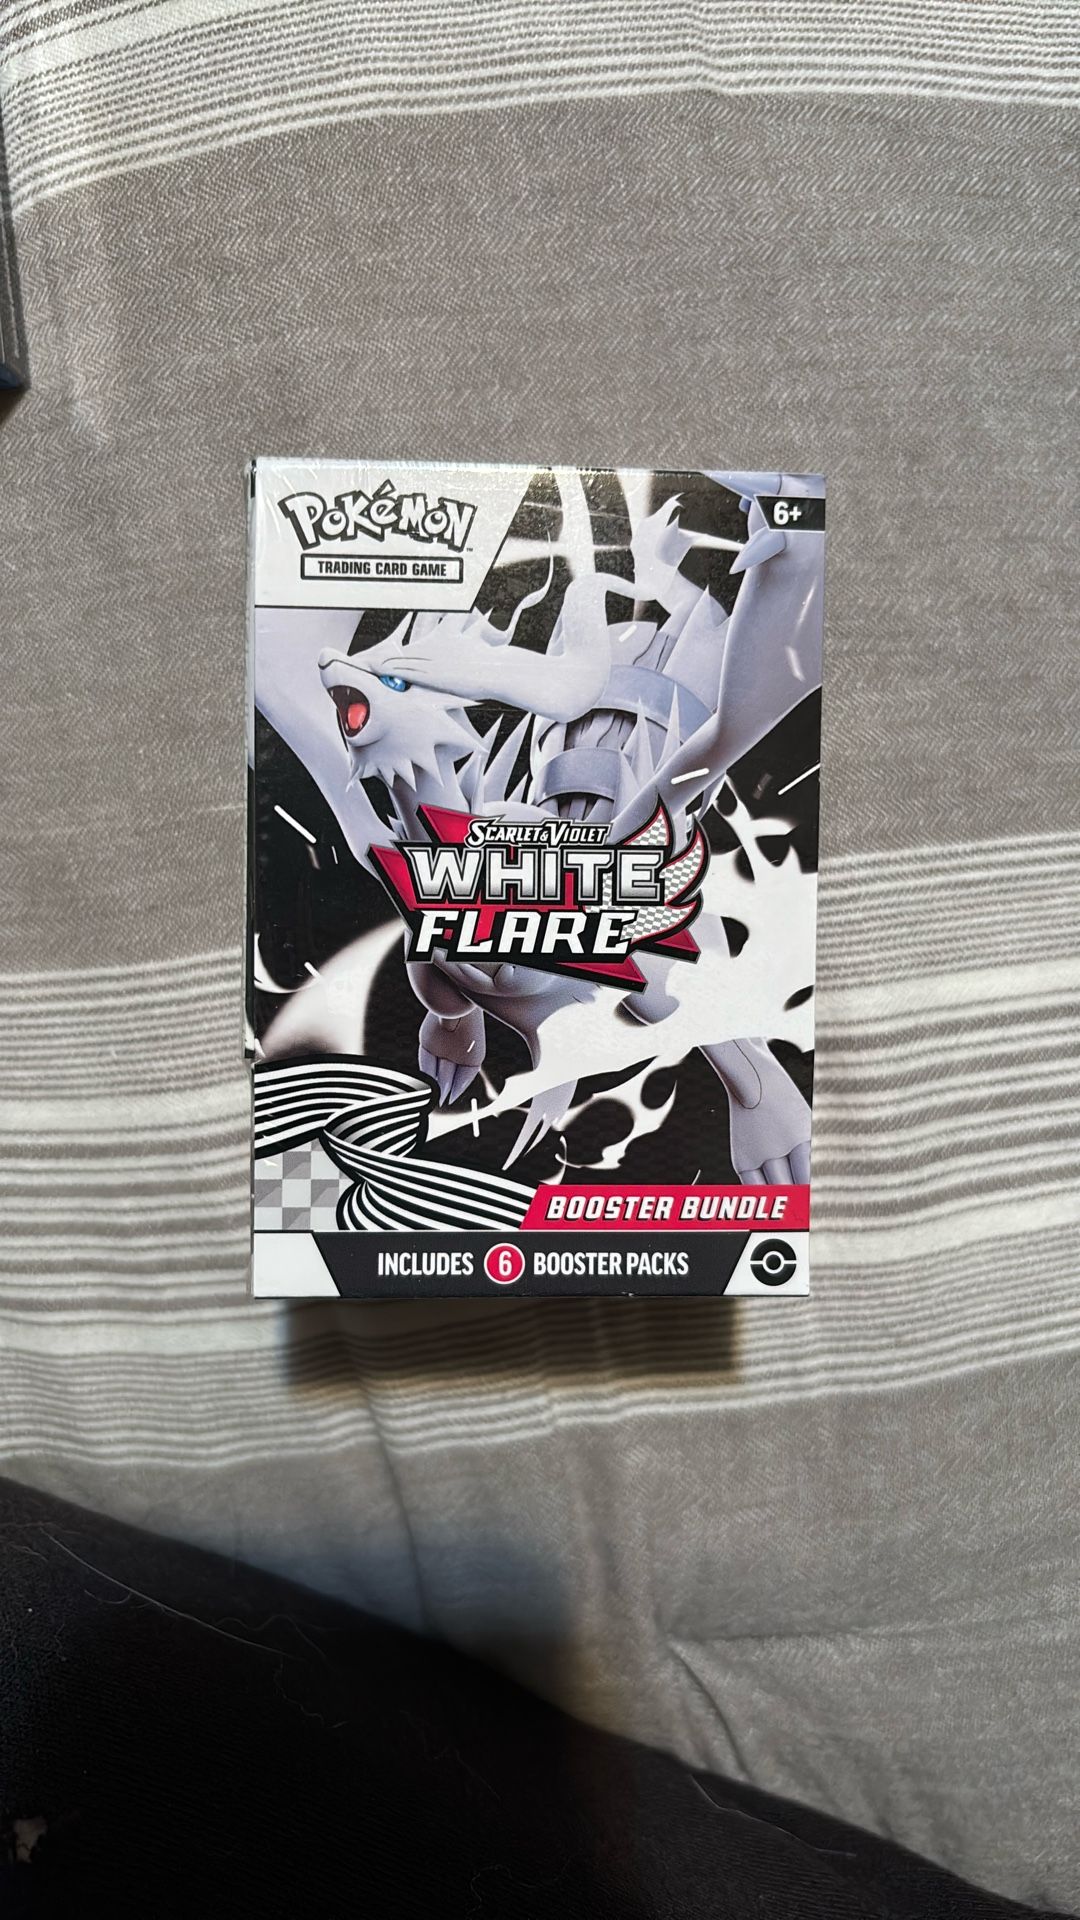 POKéMON
TRADING CARD GAME
6+
SCARLET & VIOLET
WHITE
FLARE
BOOSTER BUNDLE
INCLUDES 6 BOOSTER PACKS